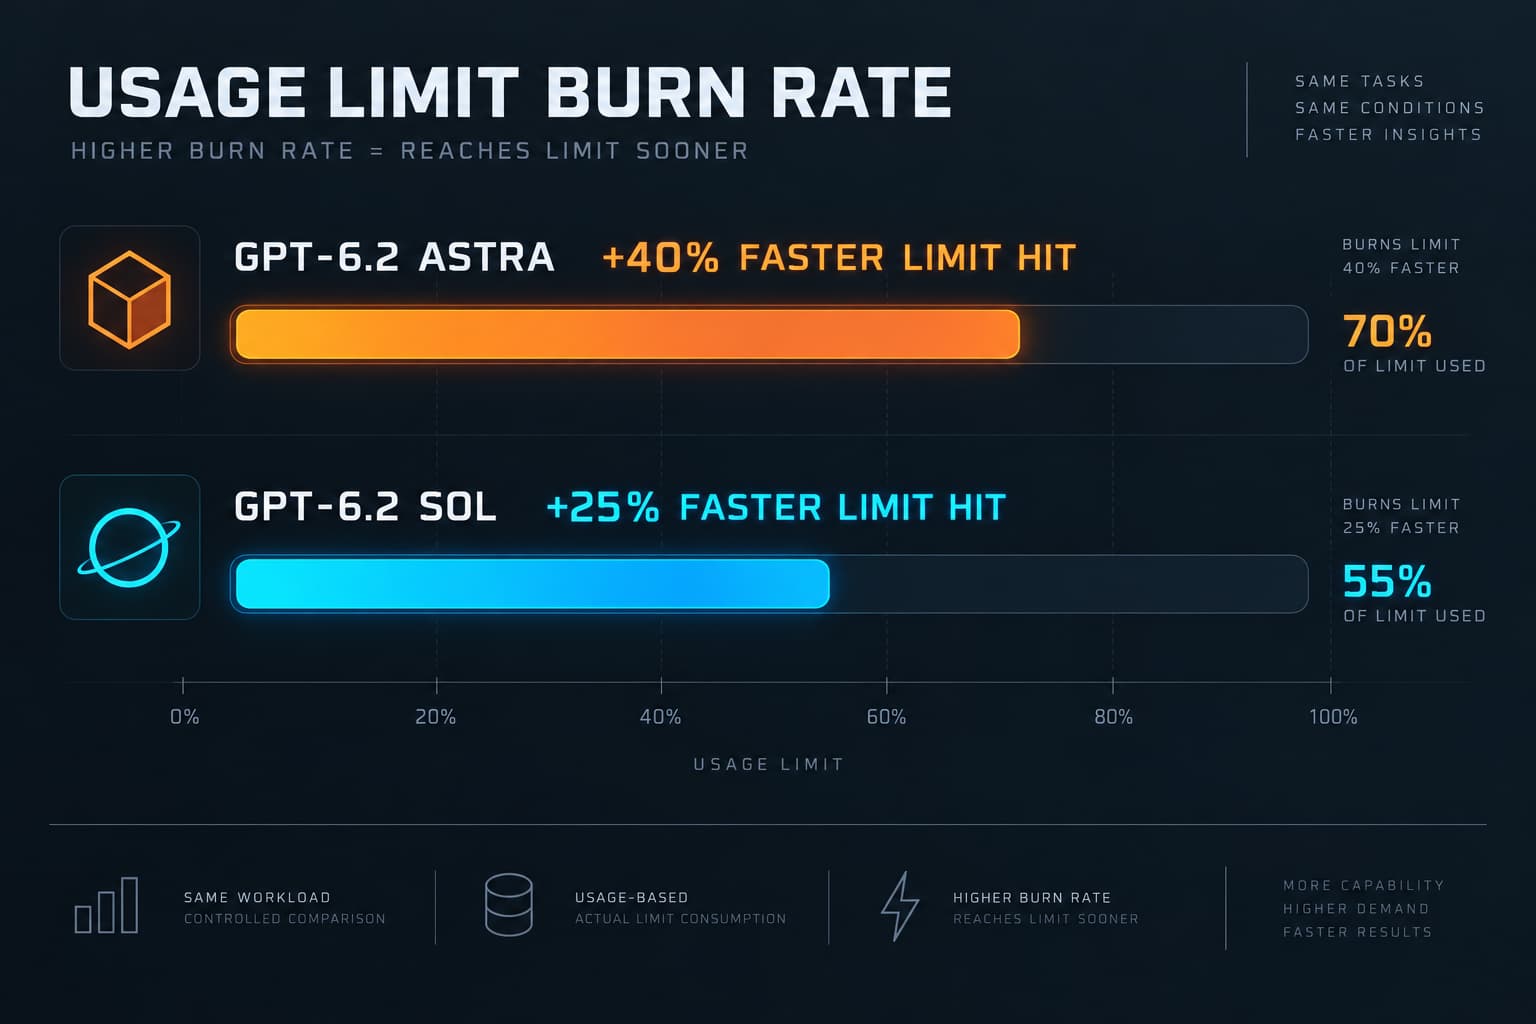 USAGE LIMIT BURN RATE
HIGHER BURN RATE = REACHES LIMIT SOONER
SAME TASKS
SAME CONDITIONS
FASTER INSIGHTS
GPT-6.2 ASTRA +40% FASTER LIMIT HIT
BURNS LIMIT
40% FASTER
70%
OF LIMIT USED
GPT-6.2 SOL +25% FASTER LIMIT HIT
BURNS LIMIT
25% FASTER
55%
OF LIMIT USED
0% 20% 40% 60% 80% 100%
USAGE LIMIT
SAME WORKLOAD
CONTROLLED COMPARISON
USAGE-BASED
ACTUAL LIMIT CONSUMPTION
HIGHER BURN RATE
REACHES LIMIT SOONER
MORE CAPABILITY
HIGHER DEMAND
FASTER RESULTS